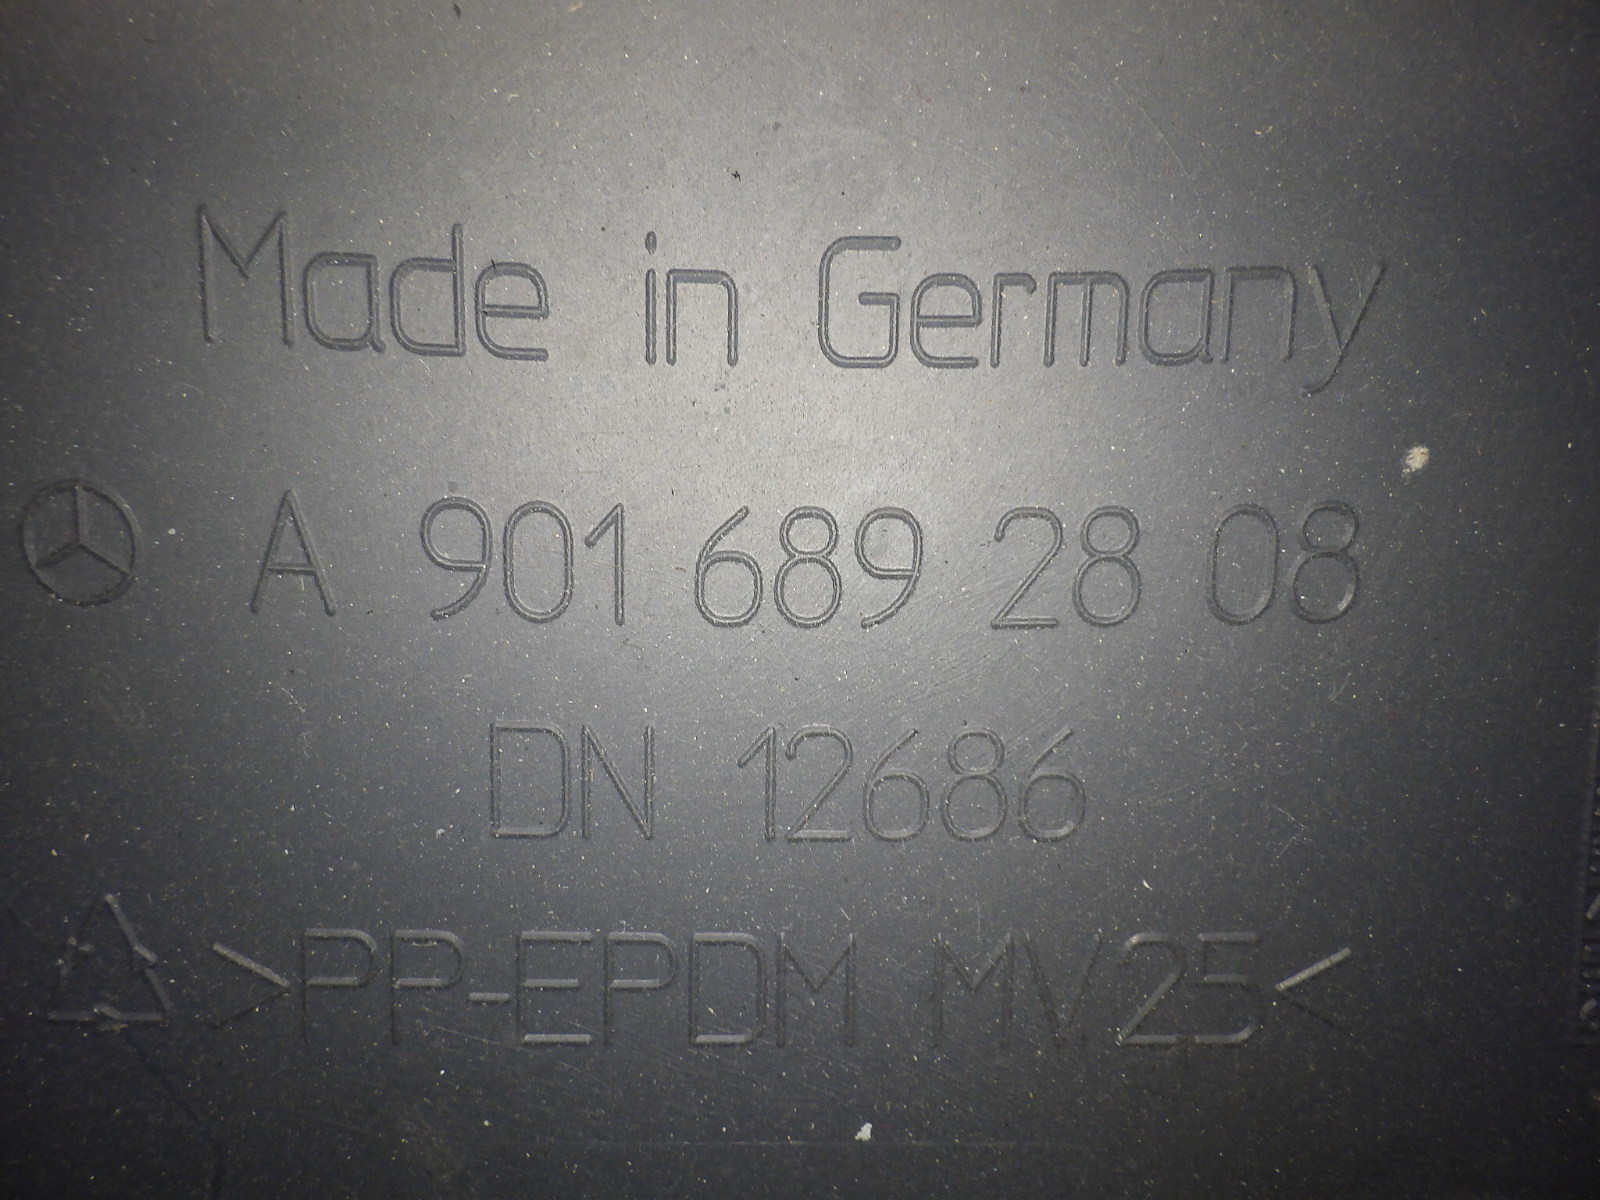 Made in Germany
A 901 689 28 08
DN 12686
>PP-EPDM MV25<